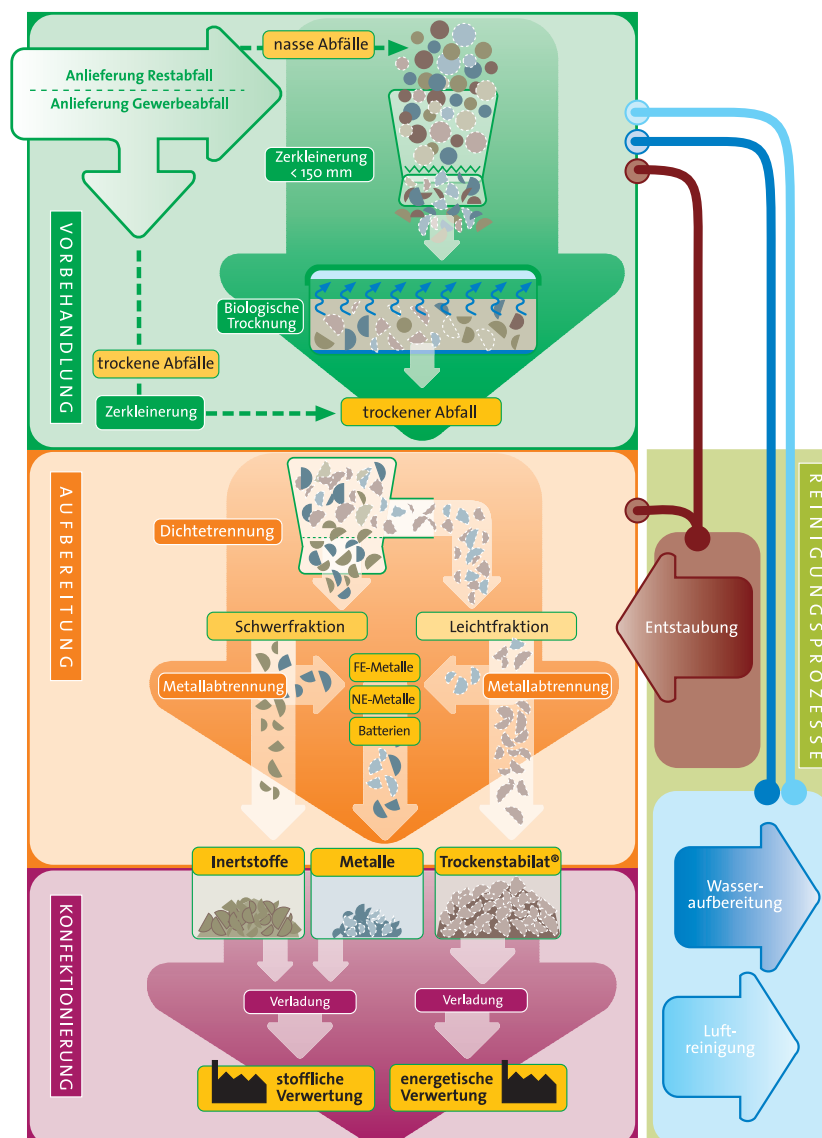 nasse Abfälle
Anlieferung Restabfall
Anlieferung Gewerbeabfall
Zerkleinerung
< 150 mm
VORBEHANDLUNG
Biologische
Trocknung
trockene Abfälle
Zerkleinerung
trockener Abfall
AUFBEREITUNG
Dichtetrennung
Schwerfraktion
Leichtfraktion
FE-Metalle
Metallabtrennung
Metallabtrennung
NE-Metalle
Batterien
REINIGUNGSPROZESSE
Entstaubung
Inertstoffe
Metalle
Trockenstabilat®
KONFEKTIONIERUNG
Verladung
Verladung
stoffliche
Verwertung
energetische
Verwertung
Wasser-
aufbereitung
Luft-
reinigung